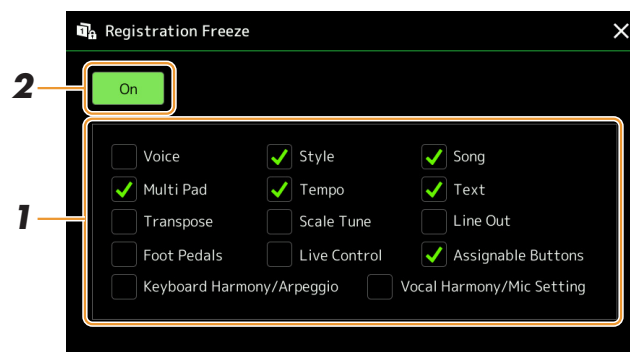 Registration Freeze
2
On
Voice Style Song
Multi Pad Tempo Text
1
Transpose Scale Tune Line Out
Foot Pedals Live Control Assignable Buttons
Keyboard Harmony/Arpeggio Vocal Harmony/Mic Setting